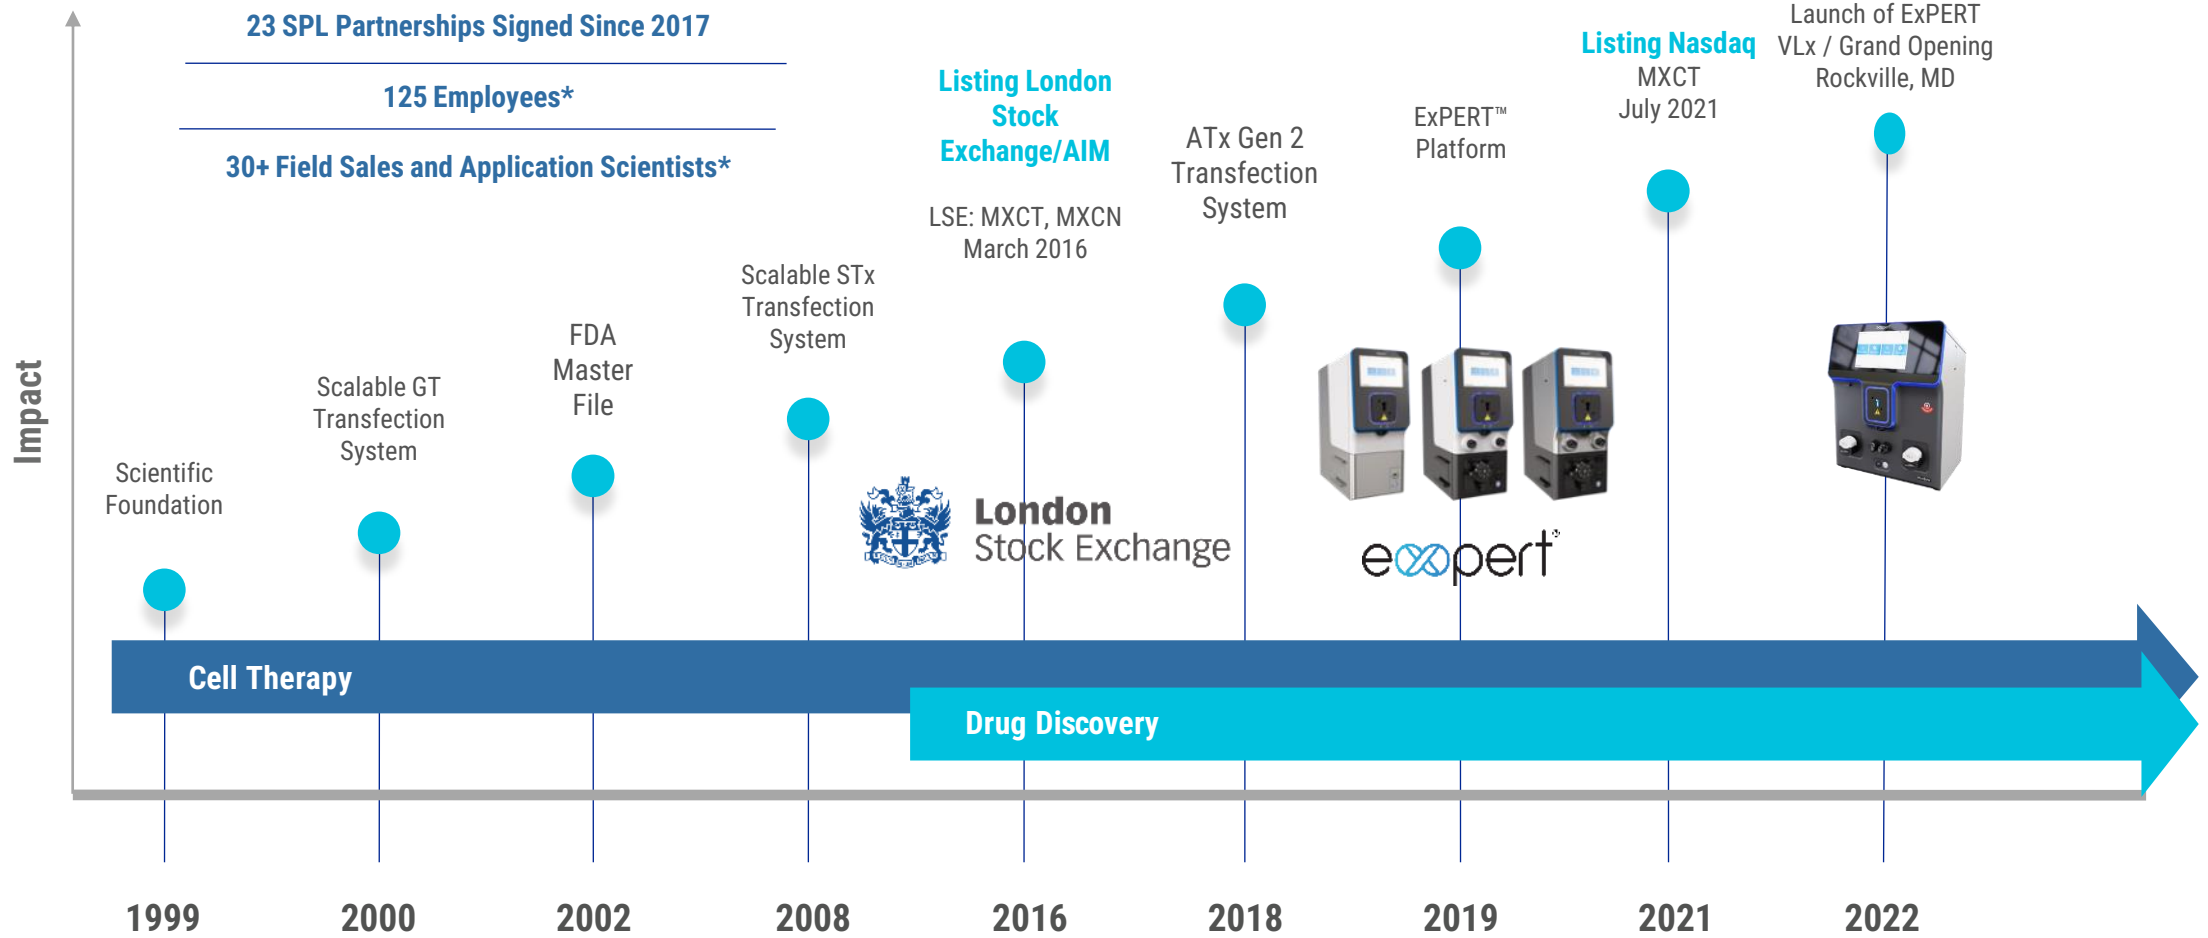 23 SPL Partnerships Signed Since 2017
125 Employees*
30+ Field Sales and Application Scientists*
Impact
Scientific
Foundation
Scalable GT
Transfection
System
FDA
Master
File
Scalable STx
Transfection
System
Listing London
Stock
Exchange/AIM
LSE: MXCT, MXCN
March 2016
London
Stock Exchange
ATx Gen 2
Transfection
System
ExPERT™
Platform
expert
Listing Nasdaq
MXCT
July 2021
Launch of ExPERT
VLx / Grand Opening
Rockville, MD
Cell Therapy
Drug Discovery
1999
2000
2002
2008
2016
2018
2019
2021
2022